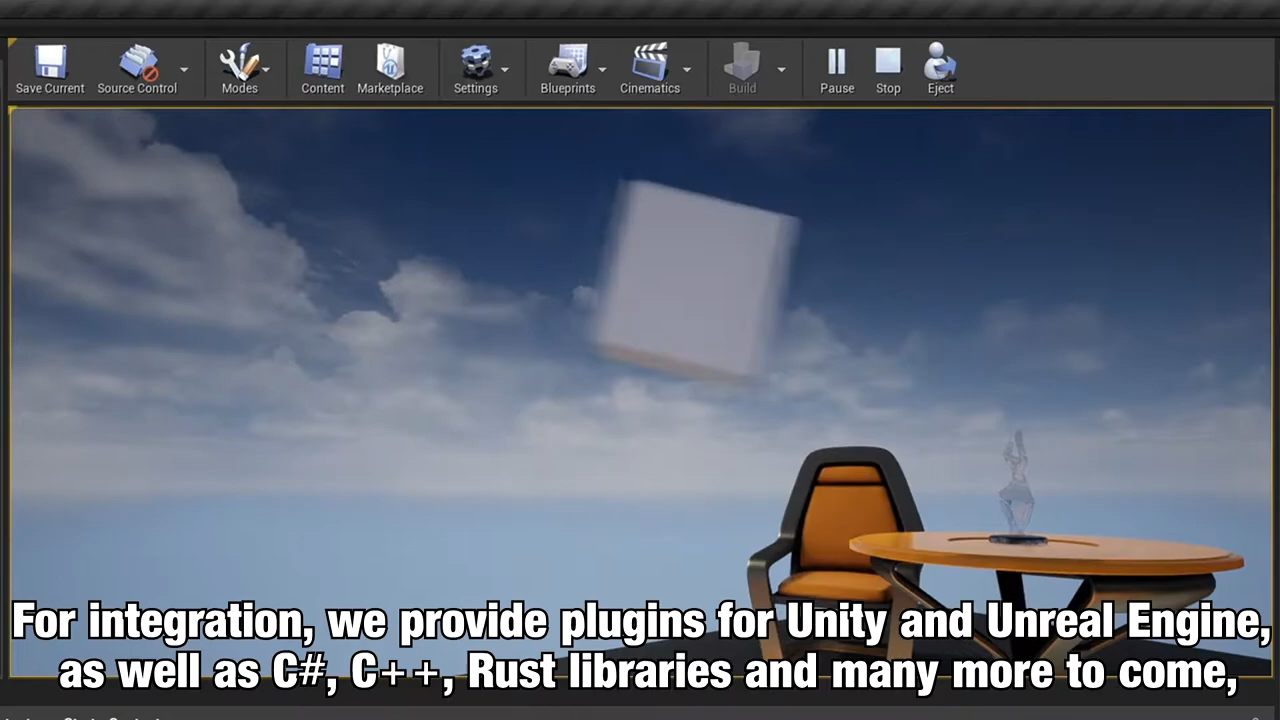 Save Current
Source Control
Modes
Content
Marketplace
Settings
Blueprints
Cinematics
Build
Pause
Stop
Eject
For integration, we provide plugins for Unity and Unreal Engine,
as well as C#, C++, Rust libraries and many more to come,